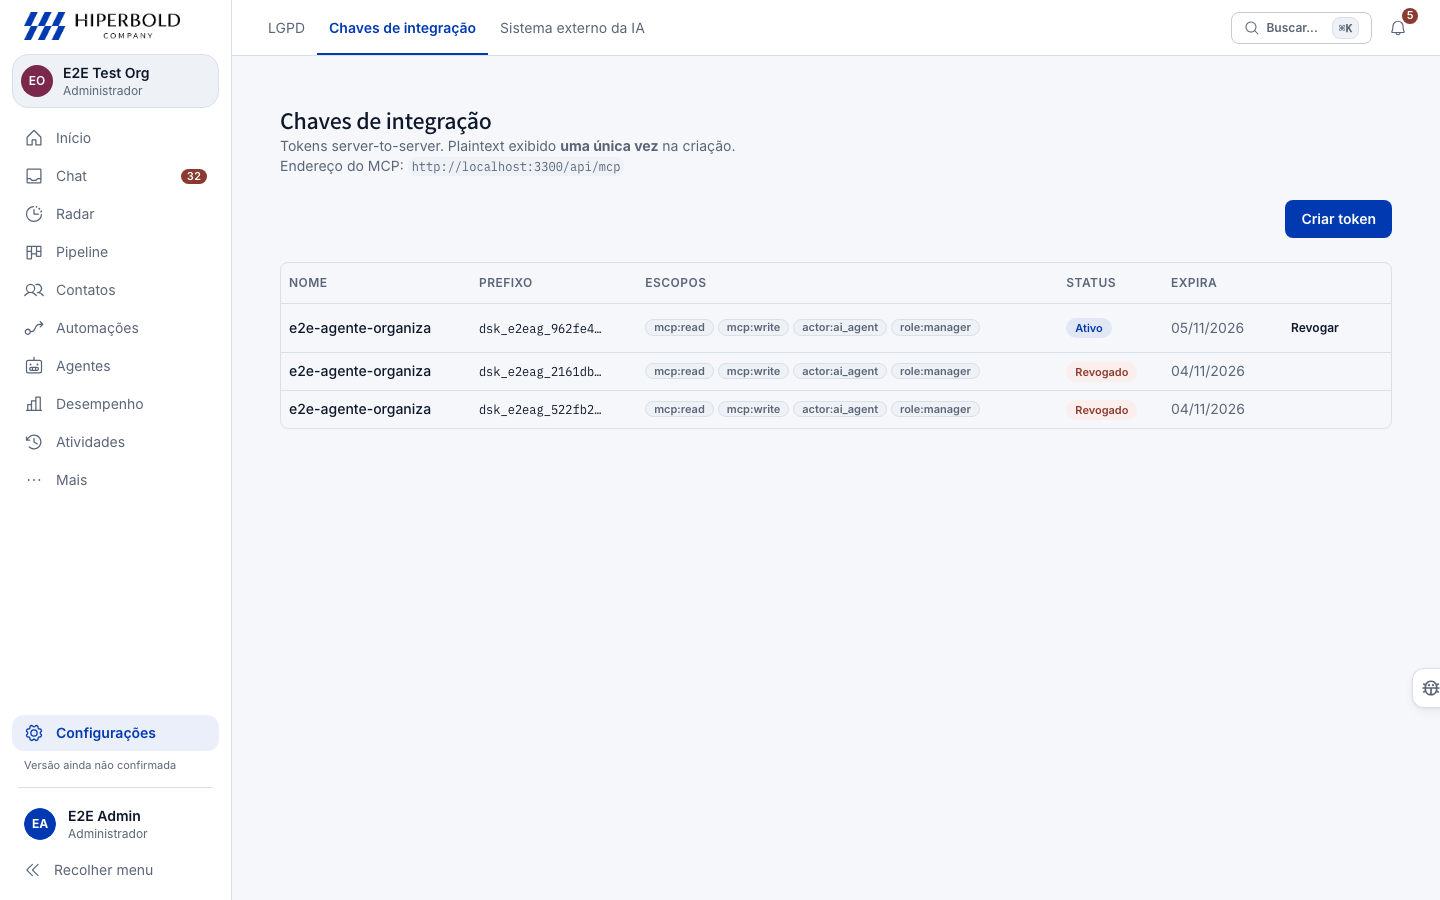 HIPERBOLD
COMPANY
EO
E2E Test Org
Administrador
Início
Chat
32
Radar
Pipeline
Contatos
Automações
Agentes
Desempenho
Atividades
Mais
Configurações
Versão ainda não confirmada
EA
E2E Admin
Administrador
Recolher menu
LGPD
Chaves de integração
Sistema externo da IA
Buscar...
⌘K
5
Chaves de integração
Tokens server-to-server. Plaintext exibido uma única vez na criação.
Endereço do MCP: http://localhost:3300/api/mcp
Criar token
NOME PREFIXO ESCOPOS STATUS EXPIRA
e2e-agente-organiza dsk_e2eag_962fe4… mcp:read mcp:write actor:ai_agent role:manager Ativo 05/11/2026 Revogar
e2e-agente-organiza dsk_e2eag_2161db… mcp:read mcp:write actor:ai_agent role:manager Revogado 04/11/2026
e2e-agente-organiza dsk_e2eag_522fb2… mcp:read mcp:write actor:ai_agent role:manager Revogado 04/11/2026